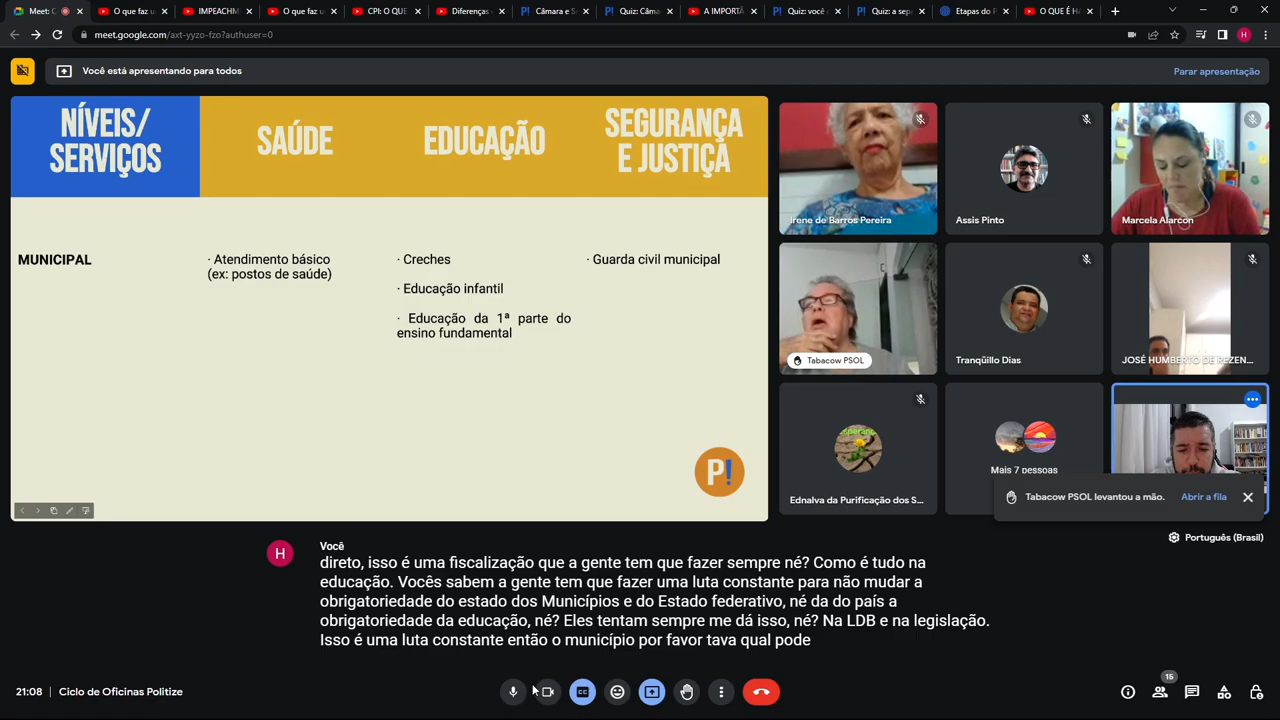 Meet: C
O que faz u
IMPEACHM
O que faz u
CPI: O QUE
Diferenças
Câmara e S
Quiz: Câm
A IMPORTÂ
Quiz: você
Quiz: a sep
Etapas do P
O QUE É HA
meet.google.com/axt-yyzo-fzo?authuser=0
H
Você está apresentando para todos
Parar apresentação
NÍVEIS/
SERVIÇOS
SAÚDE
EDUCAÇÃO
SEGURANÇA
E JUSTIÇA
MUNICIPAL
· Atendimento básico
(ex: postos de saúde)
· Creches
· Educação infantil
· Educação da 1ª parte do
ensino fundamental
· Guarda civil municipal
P!
Irene de Barros Pereira
Assis Pinto
Marcela Alarcon
Tabacow PSOL
Tranqüillo Dias
JOSÉ HUMBERTO DE REZEN...
Ednalva da Purificação dos S...
Mais 7 pessoas
Tabacow PSOL levantou a mão.
Abrir a fila
Português (Brasil)
H
Você
direto, isso é uma fiscalização que a gente tem que fazer sempre né? Como é tudo na
educação. Vocês sabem a gente tem que fazer uma luta constante para não mudar a
obrigatoriedade do estado dos Municípios e do Estado federativo, né da do país a
obrigatoriedade da educação, né? Eles tentam sempre me dá isso, né? Na LDB e na legislação.
Isso é uma luta constante então o município por favor tava qual pode
21:08
Ciclo de Oficinas Politize
CC
15